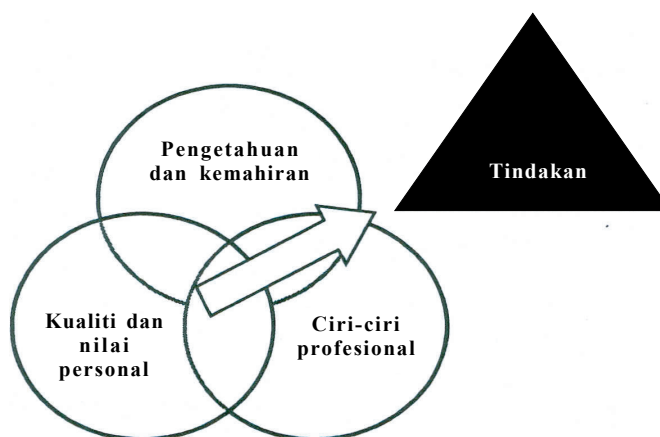 Pengetahuan
dan kemahiran
Tindakan
Kualiti dan
nilai
personal
Ciri-ciri
profesional